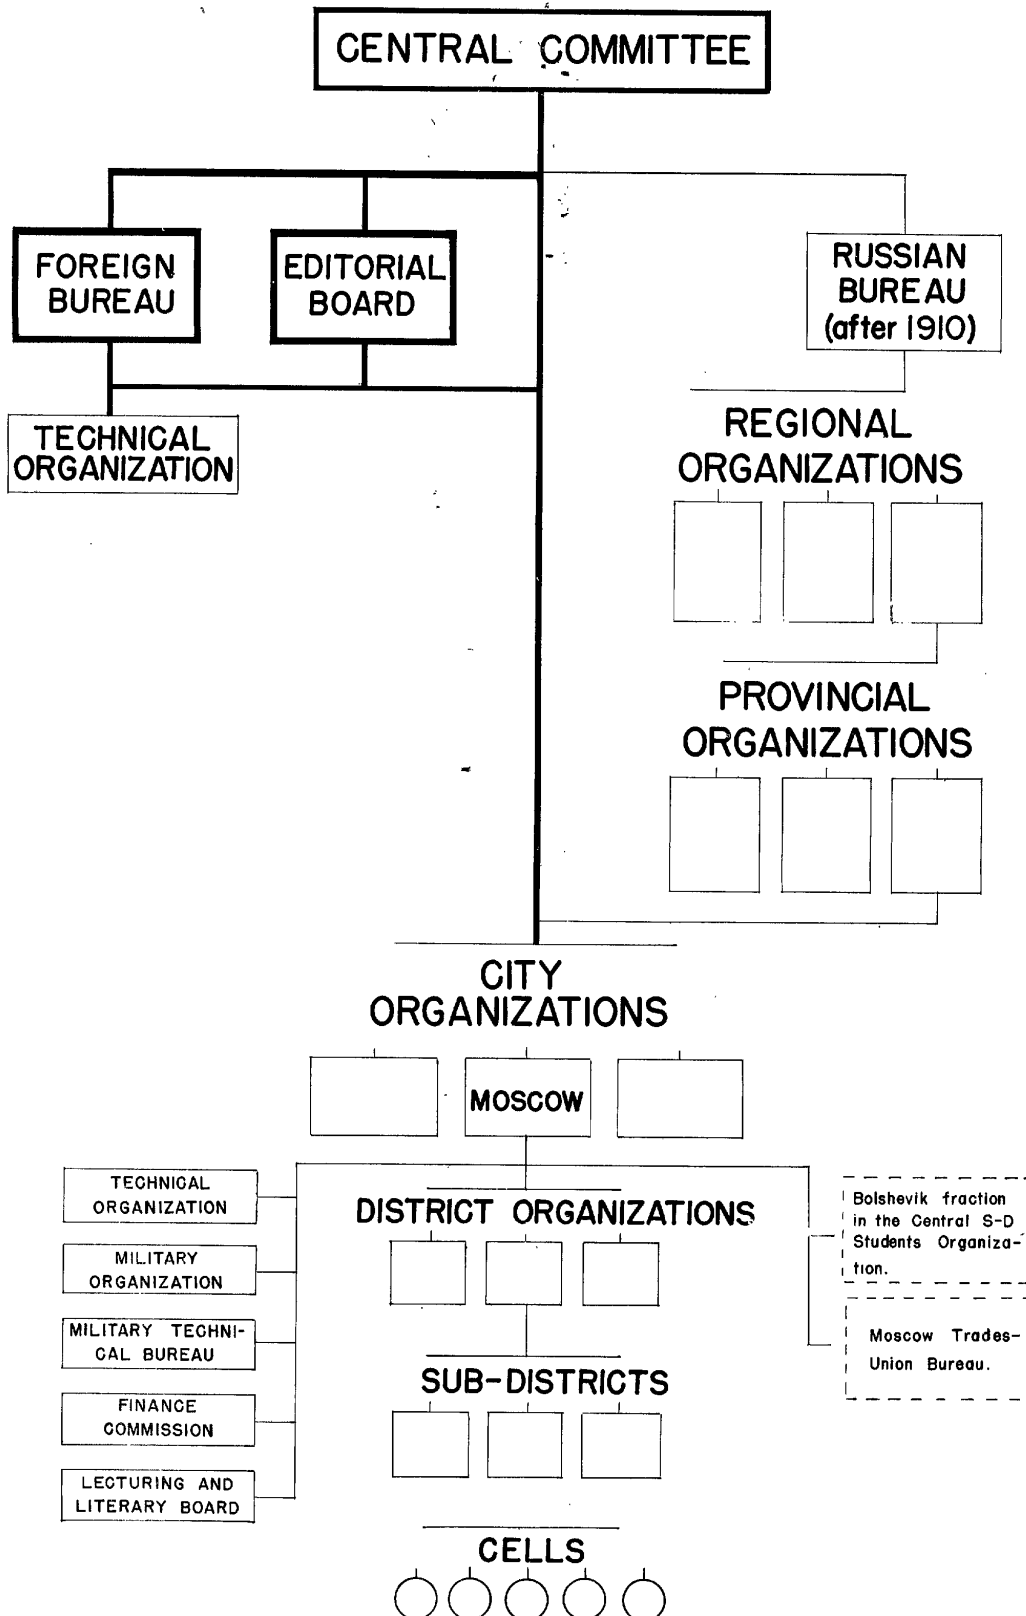 CENTRAL COMMITTEE
FOREIGN
BUREAU
EDITORIAL
BOARD
RUSSIAN
BUREAU
(after 1910)
TECHNICAL
ORGANIZATION
REGIONAL
ORGANIZATIONS
PROVINCIAL
ORGANIZATIONS
CITY
ORGANIZATIONS
MOSCOW
TECHNICAL
ORGANIZATION
MILITARY
ORGANIZATION
MILITARY TECHNI-
CAL BUREAU
FINANCE
COMMISSION
LECTURING AND
LITERARY BOARD
DISTRICT ORGANIZATIONS
SUB-DISTRICTS
CELLS
Bolshevik fraction
in the Central S-D
Students Organiza-
tion.
Moscow Trades-
Union Bureau.